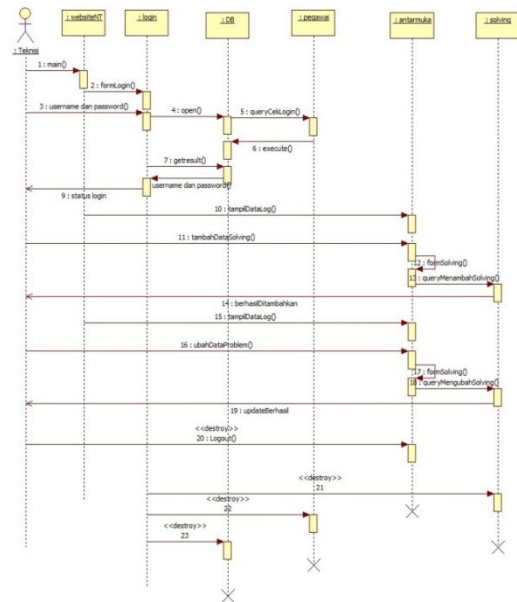 : websiteNT
: login
: DB
: pegawai
: antarmuka
: solving
: Teknisi
1 : main()
2 : formLogin()
3 : username dan password()
4 : open()
5 : queryCekLogin()
6 : execute()
7 : getresult()
username dan password()
9 : status login
10 : tampilDataLog()
11 : tambahDataSolving()
12 : formSolving()
13 : queryMenambahSolving()
14 : berhasilDitambahkan
15 : tampilDataLog()
16 : ubahDataProblem()
17 : formSolving()
18 : queryMengubahSolving()
19 : updateBerhasil
<<destroy>>
20 : Logout()
<<destroy>>
21
<<destroy>>
22
<<destroy>>
23